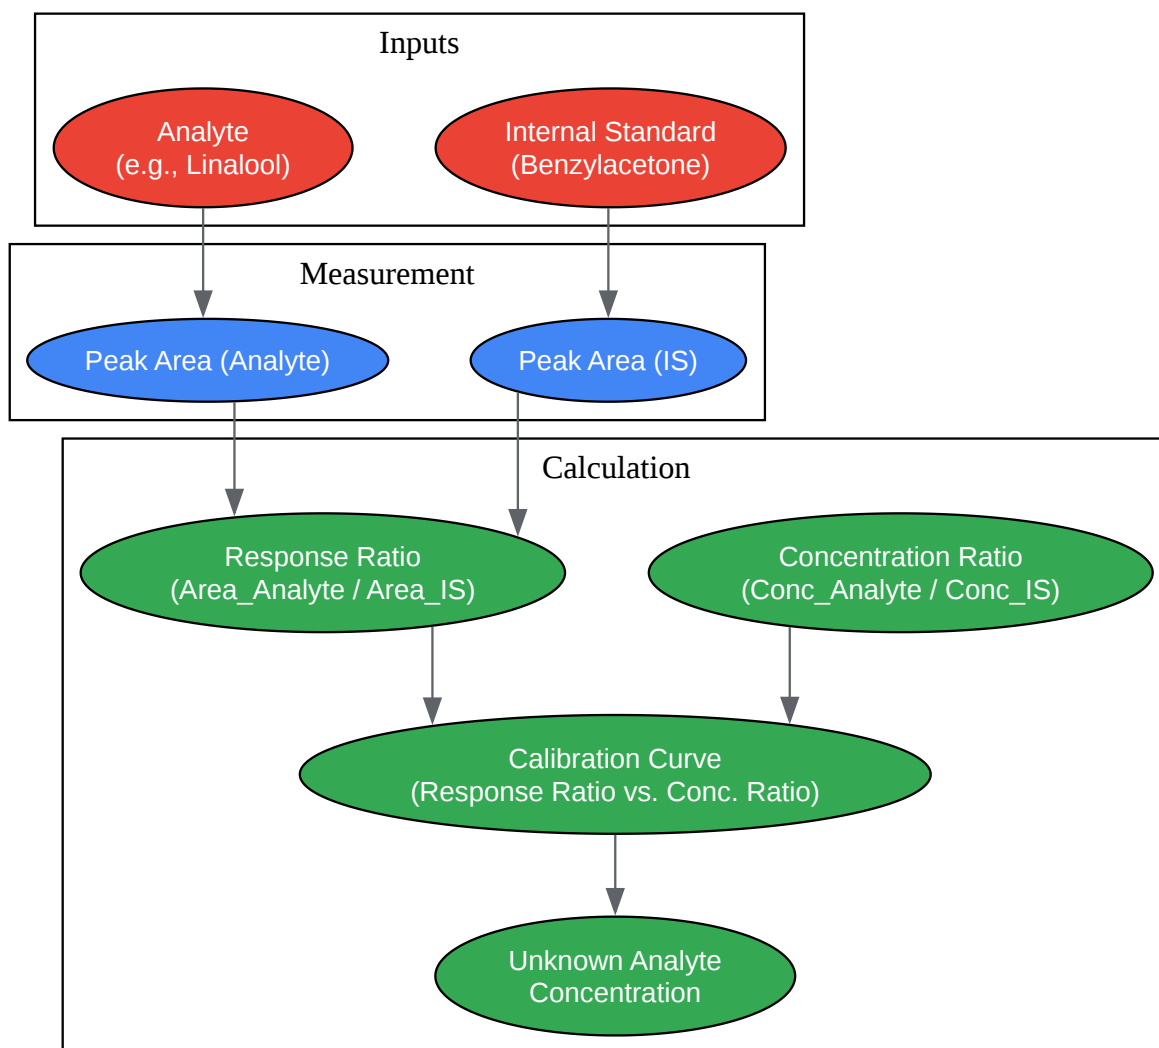 Inputs
Analyte
(e.g., Linalool)
Internal Standard
(Benzylacetone)
Measurement
Peak Area (Analyte)
Peak Area (IS)
Calculation
Response Ratio
(Area_Analyte / Area_IS)
Concentration Ratio
(Conc_Analyte / Conc_IS)
Calibration Curve
(Response Ratio vs. Conc. Ratio)
Unknown Analyte
Concentration